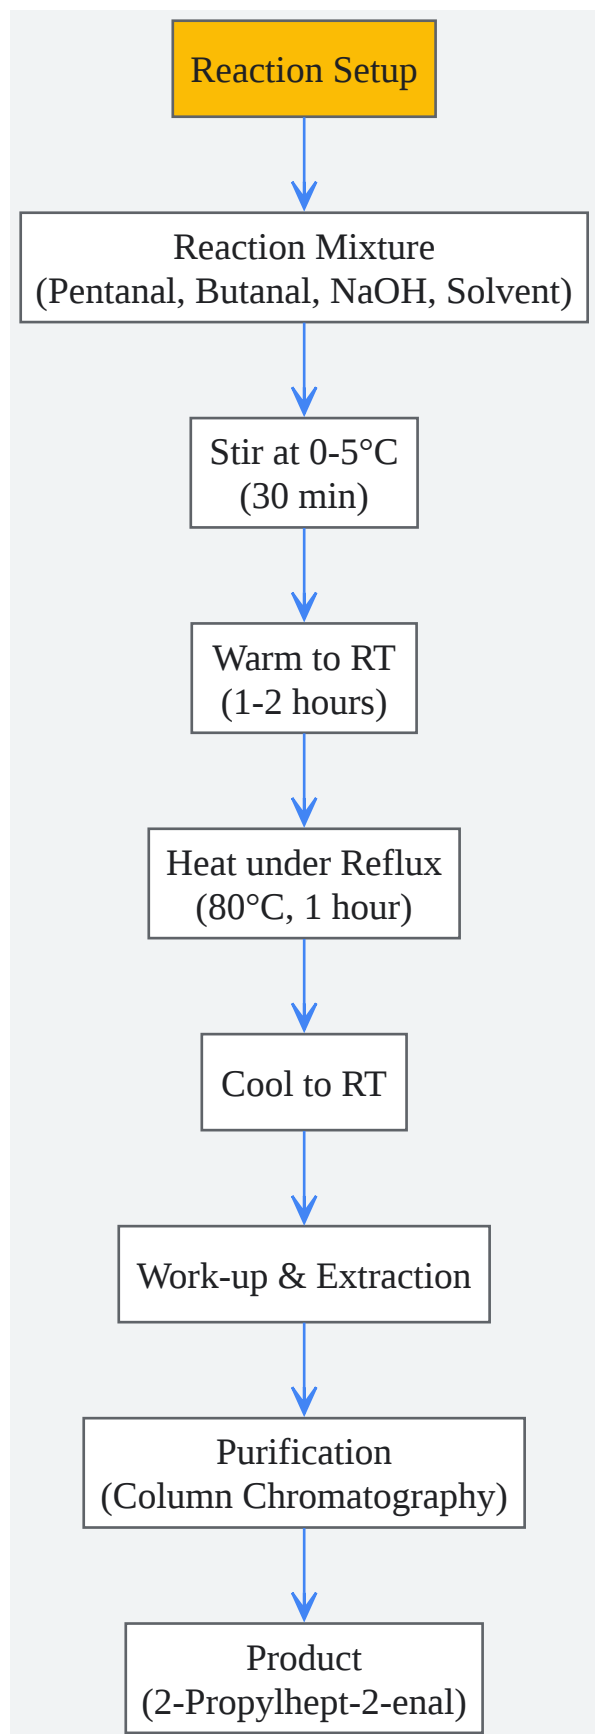 Reaction Setup
Reaction Mixture
(Pentanal, Butanal, NaOH, Solvent)
Stir at 0-5°C
(30 min)
Warm to RT
(1-2 hours)
Heat under Reflux
(80°C, 1 hour)
Cool to RT
Work-up & Extraction
Purification
(Column Chromatography)
Product
(2-Propylhept-2-enal)